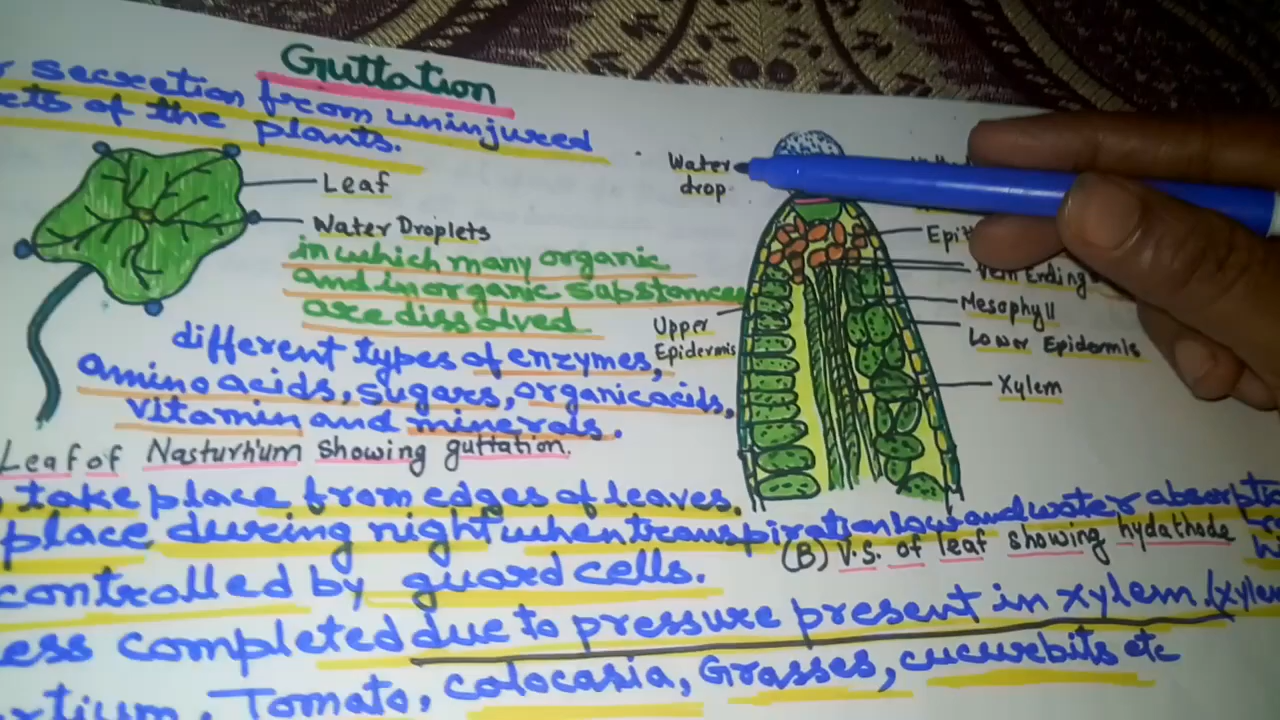 Guttation
secretion from uninjured
of the plants.
Leaf
Water Droplets
in which many organic
and inorganic substances
are dissolved
different types of enzymes,
amino acids, sugars, organic acids,
vitamin and minerals.
Leaf of Nasturtium showing guttation.
Water
drop
Vein Ending
Mesophyll
Upper
Epidermis
Lower Epidermis
Xylem
take place from edges of leaves.
place during night when transpiration low and water
(B) V.S. of leaf showing hydathode
controlled by guard cells.
completed due to pressure present in xylem.
Tomato, colocasia, Grasses, cucurbits etc